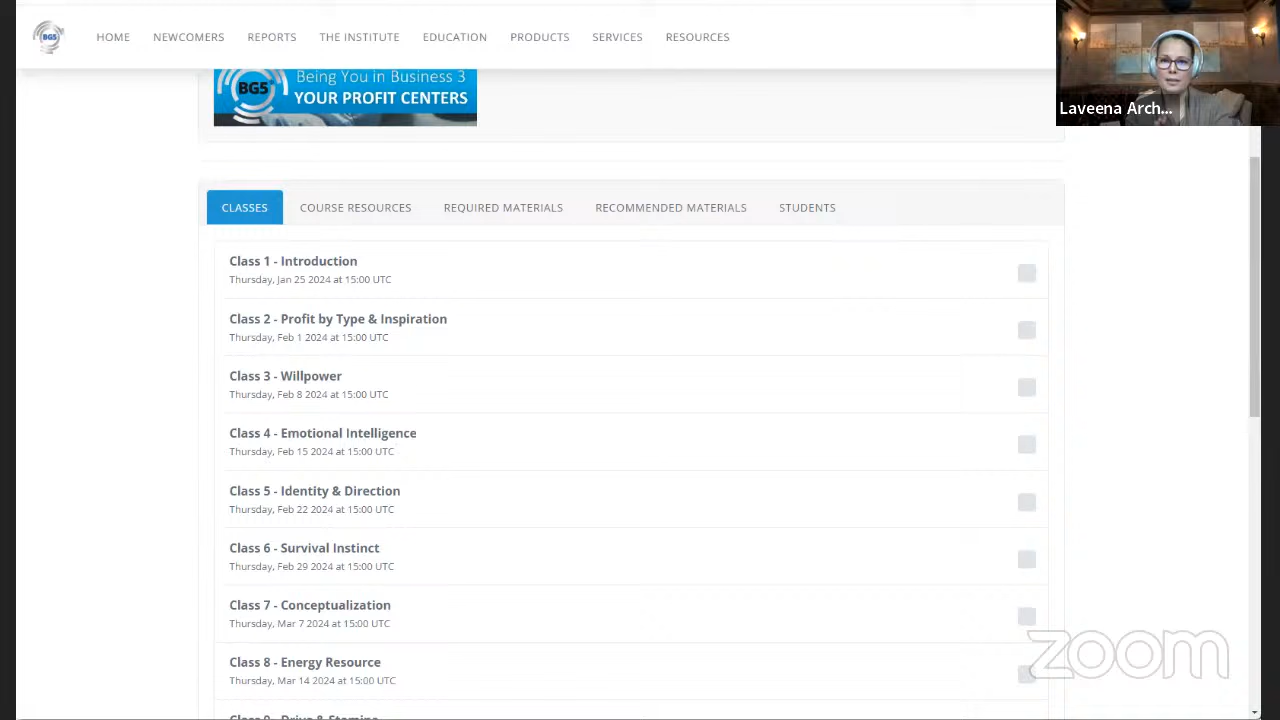 BG5
HOME NEWCOMERS REPORTS THE INSTITUTE EDUCATION PRODUCTS SERVICES RESOURCES
Laveena Arch...
Being You in Business 3
BG5
YOUR PROFIT CENTERS
CLASSES COURSE RESOURCES REQUIRED MATERIALS RECOMMENDED MATERIALS STUDENTS
Class 1 - Introduction
Thursday, Jan 25 2024 at 15:00 UTC
Class 2 - Profit by Type & Inspiration
Thursday, Feb 1 2024 at 15:00 UTC
Class 3 - Willpower
Thursday, Feb 8 2024 at 15:00 UTC
Class 4 - Emotional Intelligence
Thursday, Feb 15 2024 at 15:00 UTC
Class 5 - Identity & Direction
Thursday, Feb 22 2024 at 15:00 UTC
Class 6 - Survival Instinct
Thursday, Feb 29 2024 at 15:00 UTC
Class 7 - Conceptualization
Thursday, Mar 7 2024 at 15:00 UTC
Class 8 - Energy Resource
Thursday, Mar 14 2024 at 15:00 UTC
zoom
Class 9 - Drive & Stamina